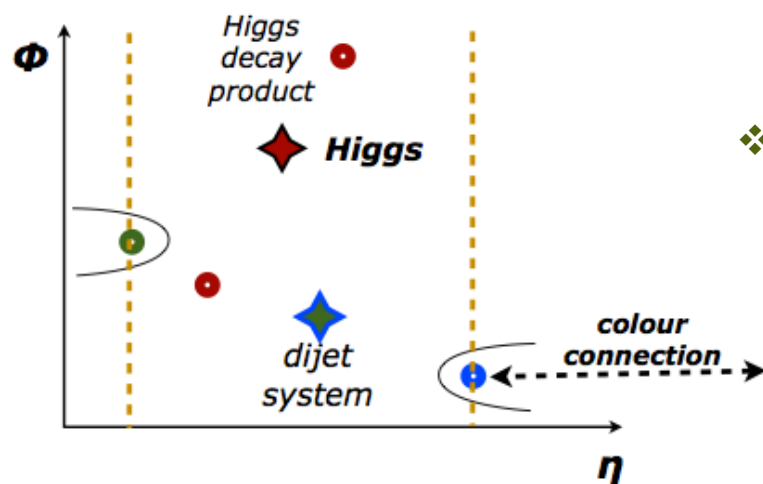 Higgs
decay
product
Φ
Higgs
colour
connection
dijet
system
η